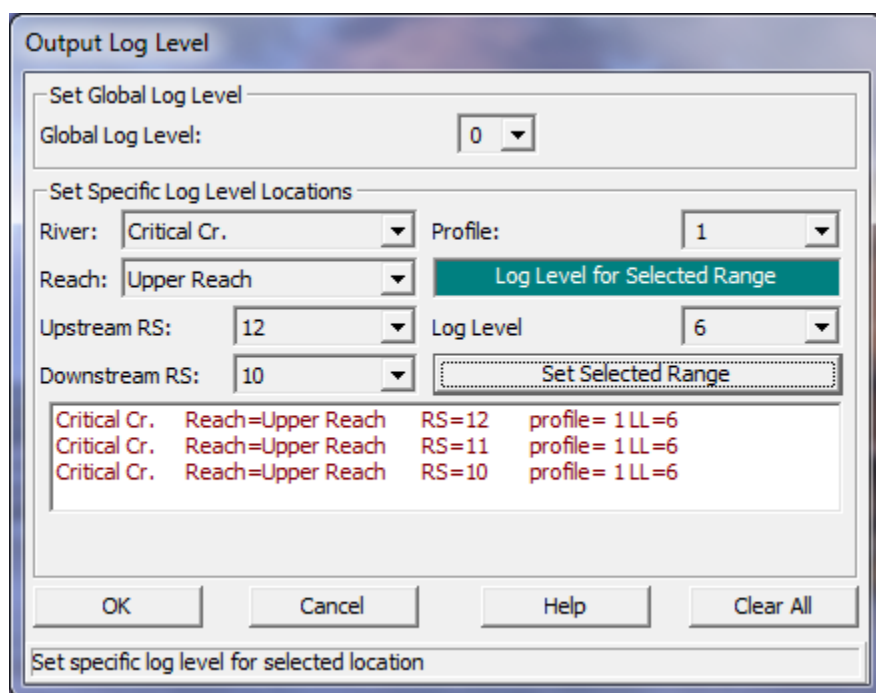 Output Log Level
Set Global Log Level
Global Log Level: 0
Set Specific Log Level Locations
River: Critical Cr. Profile: 1
Reach: Upper Reach Log Level for Selected Range
Upstream RS: 12 Log Level 6
Downstream RS: 10 Set Selected Range
Critical Cr. Reach=Upper Reach RS=12 profile= 1 LL=6
Critical Cr. Reach=Upper Reach RS=11 profile= 1 LL=6
Critical Cr. Reach=Upper Reach RS=10 profile= 1 LL=6
OK Cancel Help Clear All
Set specific log level for selected location